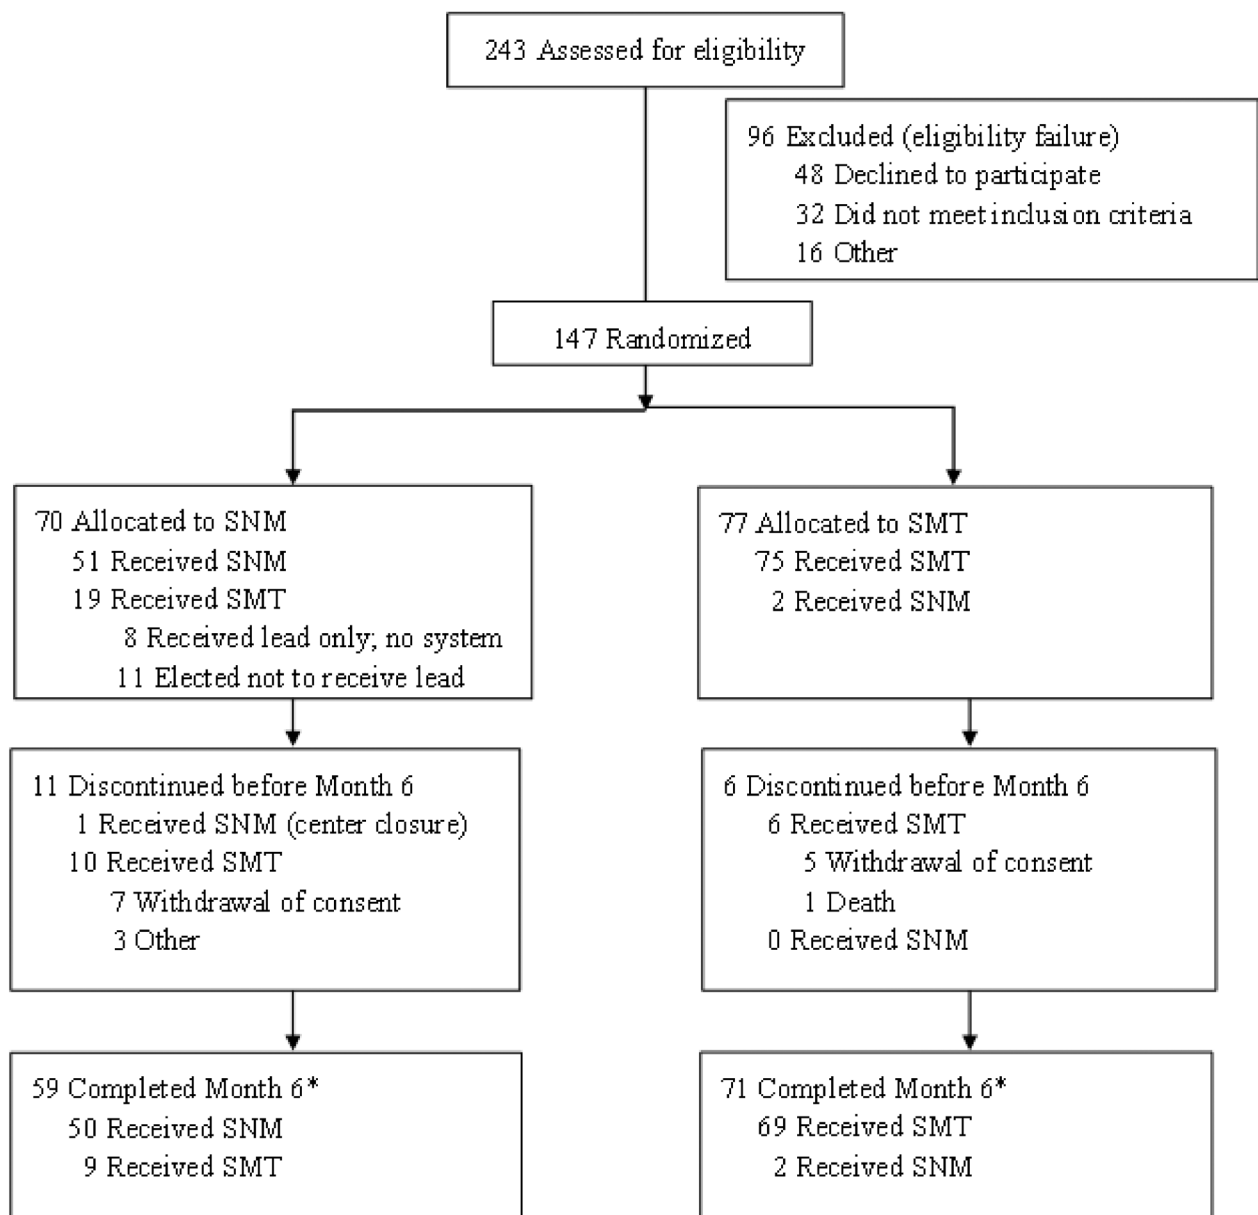 243 Assessed for eligibility
96 Excluded (eligibility failure)
48 Declined to participate
32 Did not meet inclusion criteria
16 Other
147 Randomized
70 Allocated to SNM
51 Received SNM
19 Received SMT
8 Received lead only; no system
11 Elected not to receive lead
77 Allocated to SMT
75 Received SMT
2 Received SNM
11 Discontinued before Month 6
1 Received SNM (center closure)
10 Received SMT
7 Withdrawal of consent
3 Other
6 Discontinued before Month 6
6 Received SMT
5 Withdrawal of consent
1 Death
0 Received SNM
59 Completed Month 6*
50 Received SNM
9 Received SMT
71 Completed Month 6*
69 Received SMT
2 Received SNM